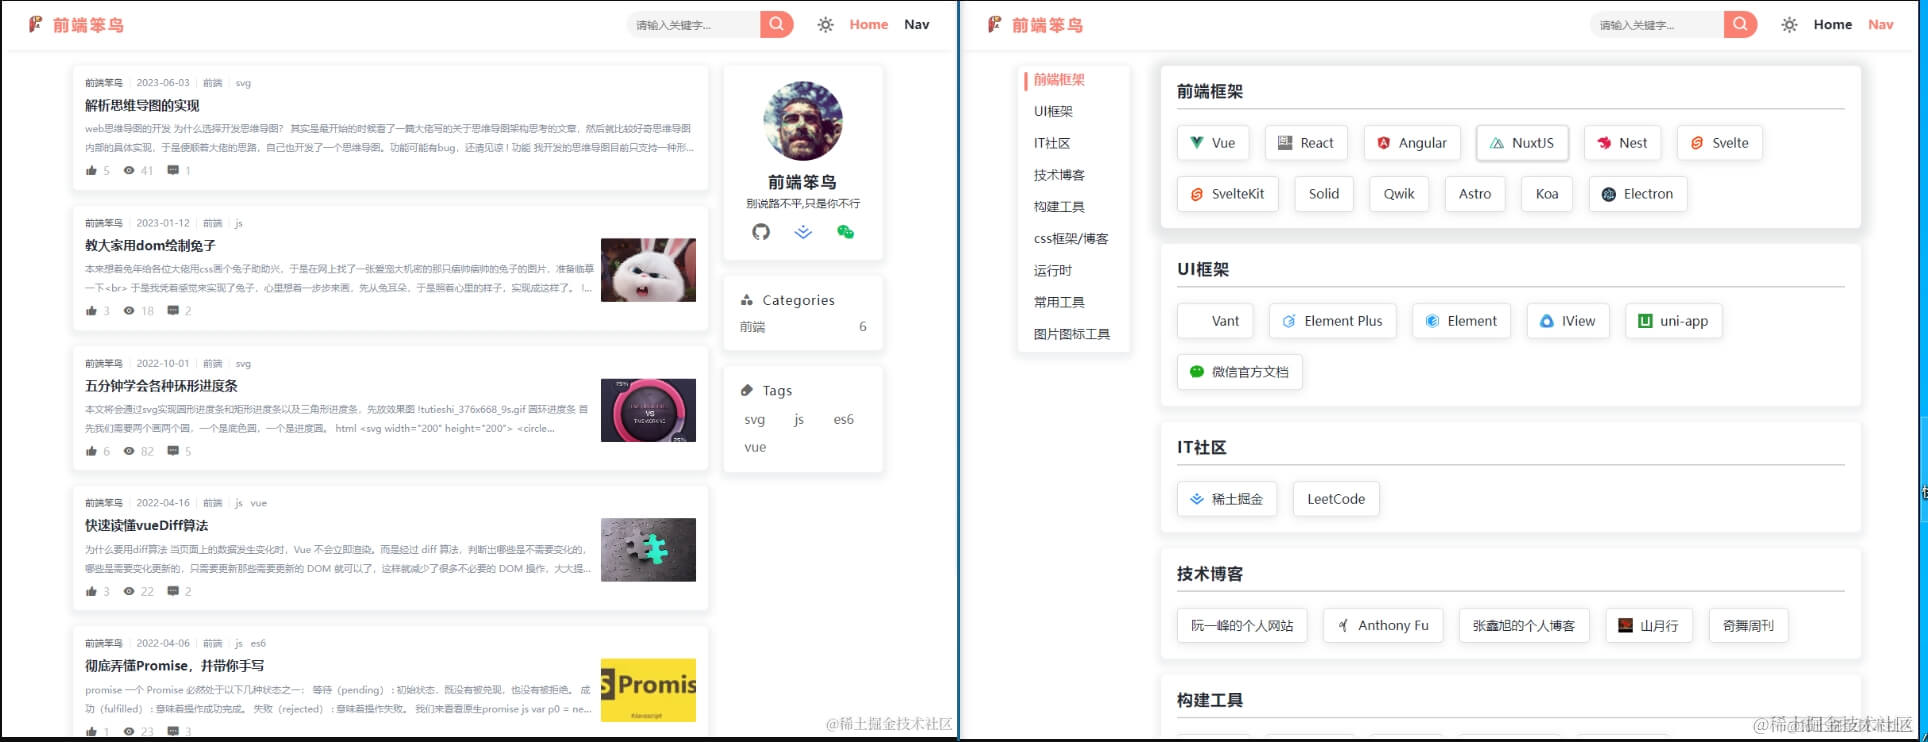 前端笨鸟
请输入关键字...
Home
Nav
前端笨鸟 2023-06-03 前端 svg
解析思维导图的实现
web思维导图的开发 为什么选择开发思维导图? 其实是最开始的时候看了一篇大佬写的关于思维导图架构思考的文章，然后就比较好奇思维导图
内部的具体实现，于是便顺着大佬的思路，自己也开发了一个思维导图。功能可能有bug，还请见谅！功能 我开发的思维导图目前只支持一种形...
5 41 1
前端笨鸟 2023-01-12 前端 js
教大家用dom绘制兔子
本来想着兔年给各位大佬用css画个兔子助助兴，于是在网上找了一张爱宠大机密的那只痞帅痞帅的兔子的图片，准备临摹
一下<br> 于是我凭着感觉来实现了兔子，心里想着一步步来画，先从兔耳朵，于是照着心里的样子，实现成这样了。 !...
3 18 2
前端笨鸟 2022-10-01 前端 svg
五分钟学会各种环形进度条
本文将会通过svg实现圆形进度条和矩形进度条以及三角形进度条，先放效果图 !tutieshi_376x668_9s.gif 圆环进度条 首
先我们需要两个画两个圆，一个是底色圆，一个是进度圆。 html <svg width="200" height="200"> <circle...
75%
VS
25%
6 82 5
前端笨鸟 2022-04-16 前端 js vue
快速读懂vueDiff算法
为什么要用diff算法 当页面上的数据发生变化时，Vue 不会立即渲染。而是经过 diff 算法，判断出哪些是不需要变化的，
哪些是需要变化更新的，只需要更新那些需要更新的 DOM 就可以了，这样就减少了很多不必要的 DOM 操作，大大提...
3 22 2
前端笨鸟 2022-04-06 前端 js es6
彻底弄懂Promise，并带你手写
promise 一个 Promise 必然处于以下几种状态之一： 等待（pending）: 初始状态，既没有被兑现，也没有被拒绝。 成
功（fulfilled）: 意味着操作成功完成。 失败（rejected）: 意味着操作失败。 我们来看看原生promise js var p0 = ne...
S Promis
Javascript
1 23 3
前端笨鸟
别说路不平,只是你不行
Categories
前端 6
Tags
svg js es6
vue
@稀土掘金技术社区
前端笨鸟
请输入关键字...
Home
Nav
前端框架
UI框架
IT社区
技术博客
构建工具
css框架/博客
运行时
常用工具
图片图标工具
前端框架
Vue React Angular NuxtJS Nest Svelte
SvelteKit Solid Qwik Astro Koa Electron
UI框架
Vant Element Plus Element IView uni-app
微信官方文档
IT社区
稀土掘金 LeetCode
技术博客
阮一峰的个人网站 Anthony Fu 张鑫旭的个人博客 山月行 奇舞周刊
构建工具
@稀土掘金技术社区